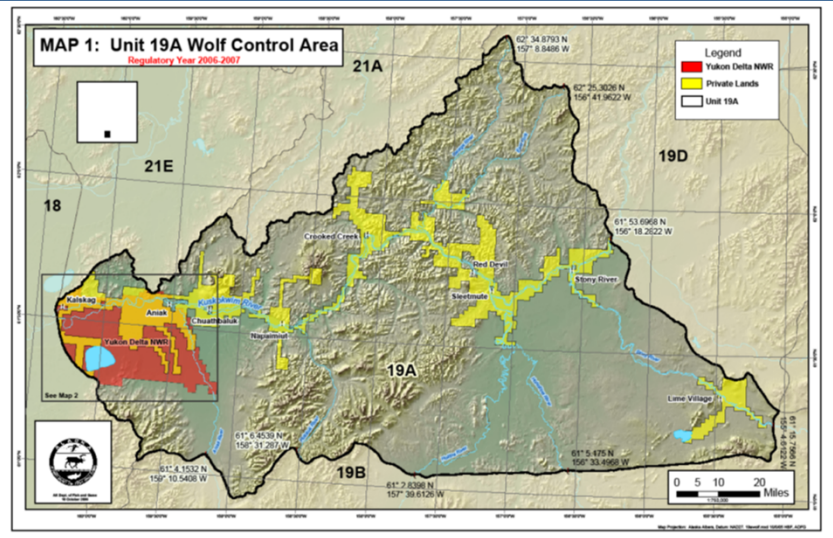 MAP 1: Unit 19A Wolf Control Area
Regulatory Year 2006-2007
Legend
Yukon Delta NWR
Private Lands
Unit 19A
62° 34.8793 N
157° 8.8486 W
62° 25.3026 N
156° 41.9622 W
21A
21E
19D
18
61° 53.6968 N
156° 18.2822 W
Crooked Creek
Red Devil
Stony River
Sleetmute
Kalskag
Aniak
Kuskokwim River
Chuathbaluk
Napaimiut
Yukon Delta NWR
19A
See Map 2
Lime Village
61° 6.4539 N
158° 31.287 W
61° 4.1532 N
159° 10.5408 W
19B
61° 2.8398 N
157° 39.6126 W
61° 5.475 N
156° 33.4968 W
0 5 10 20
Miles